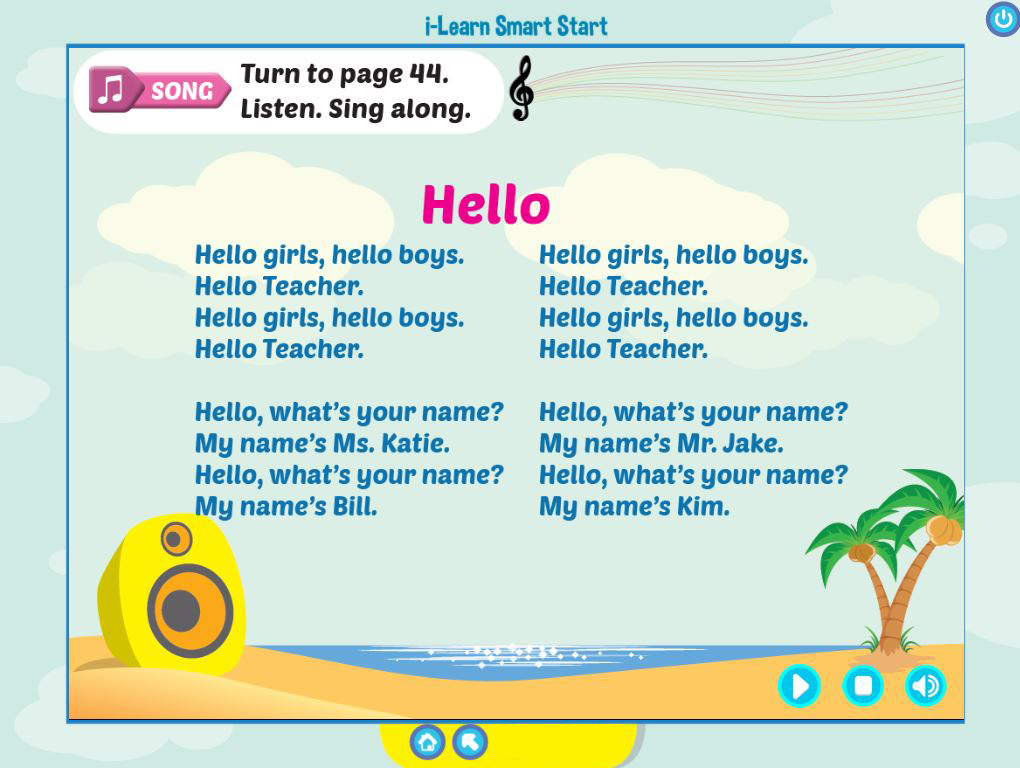 i-Learn Smart Start
SONG
Turn to page 44.
Listen. Sing along.
Hello
Hello girls, hello boys.
Hello Teacher.
Hello girls, hello boys.
Hello Teacher.
Hello, what's your name?
My name's Ms. Katie.
Hello, what's your name?
My name's Bill.
Hello girls, hello boys.
Hello Teacher.
Hello girls, hello boys.
Hello Teacher.
Hello, what's your name?
My name's Mr. Jake.
Hello, what's your name?
My name's Kim.